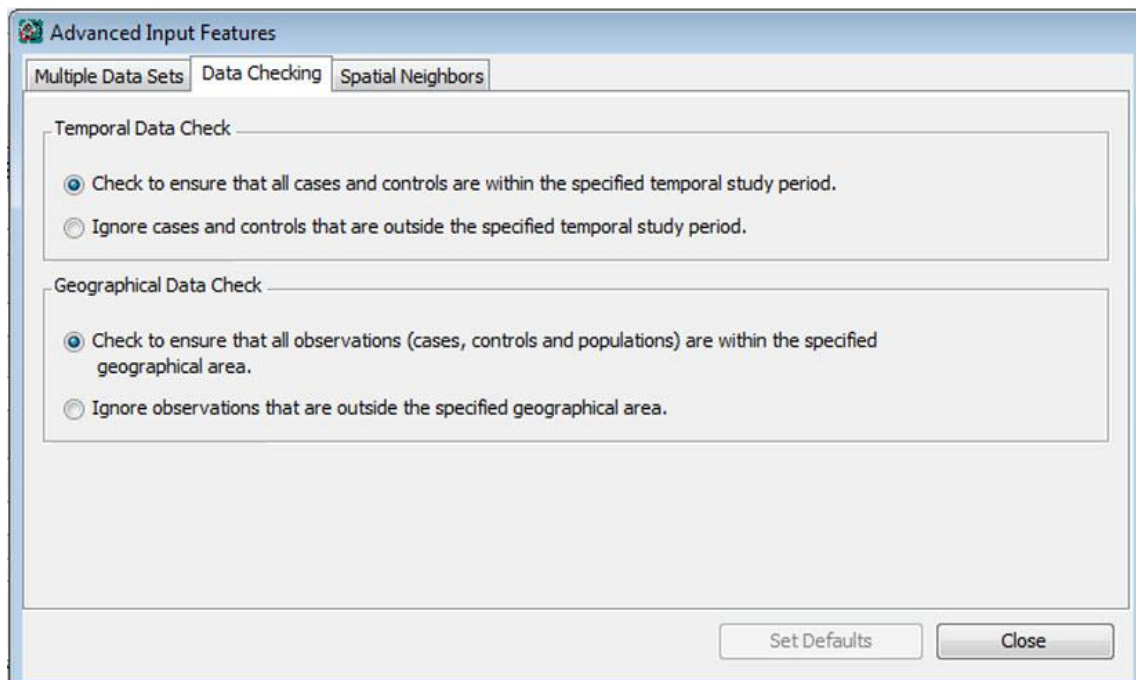 Advanced Input Features
Multiple Data Sets Data Checking Spatial Neighbors
Temporal Data Check
Check to ensure that all cases and controls are within the specified temporal study period.
Ignore cases and controls that are outside the specified temporal study period.
Geographical Data Check
Check to ensure that all observations (cases, controls and populations) are within the specified
geographical area.
Ignore observations that are outside the specified geographical area.
Set Defaults Close